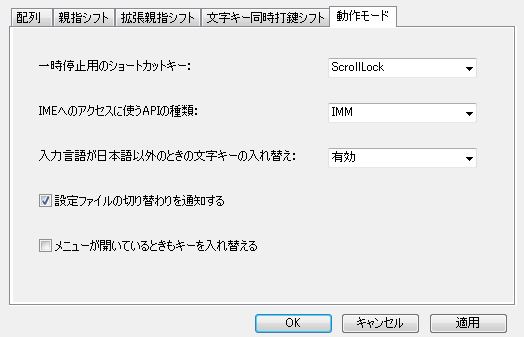 配列 親指シフト 拡張親指シフト 文字キー同時打鍵シフト 動作モード
一時停止用のショートカットキー: ScrollLock
IMEへのアクセスに使うAPIの種類: IMM
入力言語が日本語以外のときの文字キーの入れ替え: 有効
設定ファイルの切り替わりを通知する
メニューが開いているときもキーを入れ替える
OK キャンセル 適用